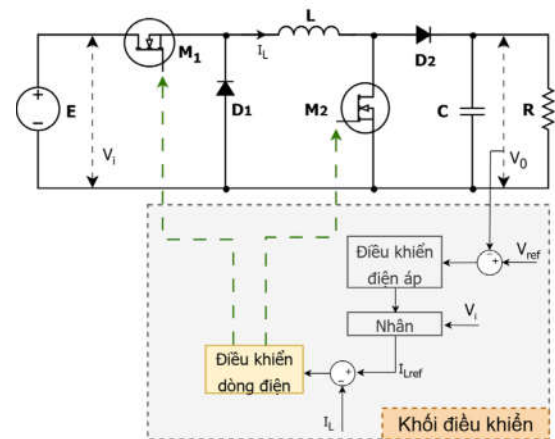 L
M1
IL
D2
E
Vi
D1
M2
C
R
V0
Điều khiển
điện áp
Vref
Nhân
Vi
Điều khiển
dòng điện
ILref
IL
Khối điều khiển